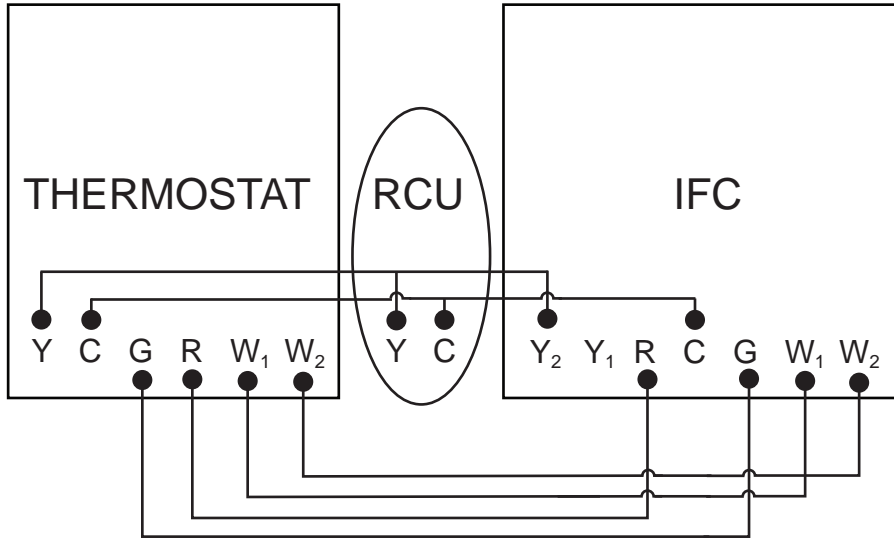 THERMOSTAT RCU IFC
Y C G R W₁ W₂ Y C Y₂ Y₁ R C G W₁ W₂